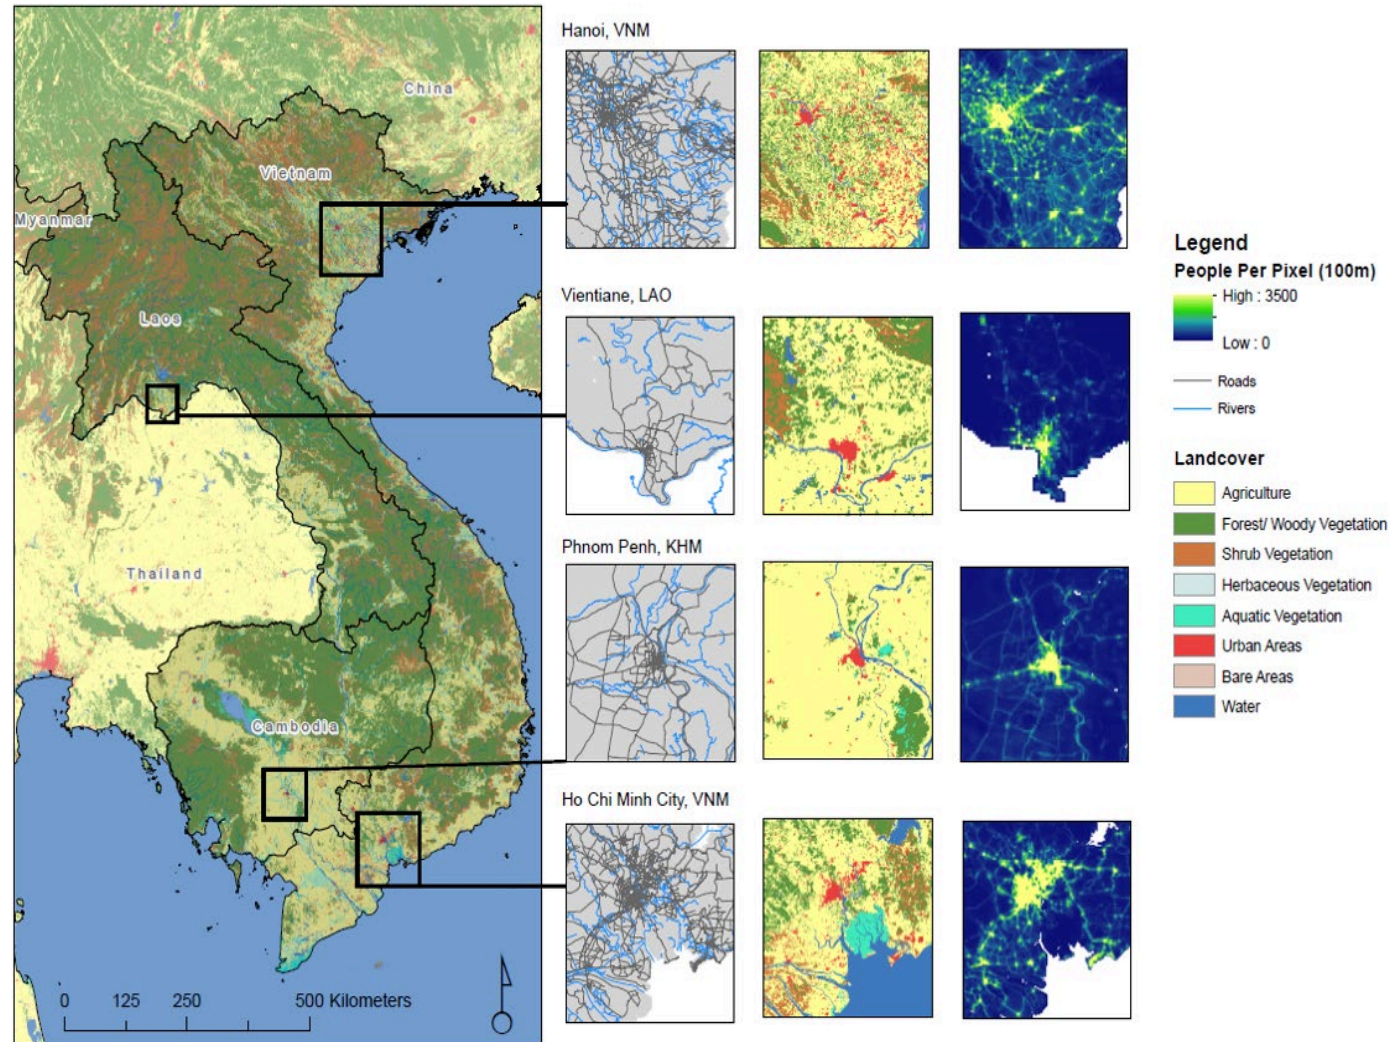 China
Vietnam
Myanmar
Laos
Thailand
Cambodia
0 125 250 500 Kilometers
Hanoi, VNM
Vientiane, LAO
Phnom Penh, KHM
Ho Chi Minh City, VNM
Legend
People Per Pixel (100m)
High : 3500
Low : 0
Roads
Rivers
Landcover
Agriculture
Forest/ Woody Vegetation
Shrub Vegetation
Herbaceous Vegetation
Aquatic Vegetation
Urban Areas
Bare Areas
Water